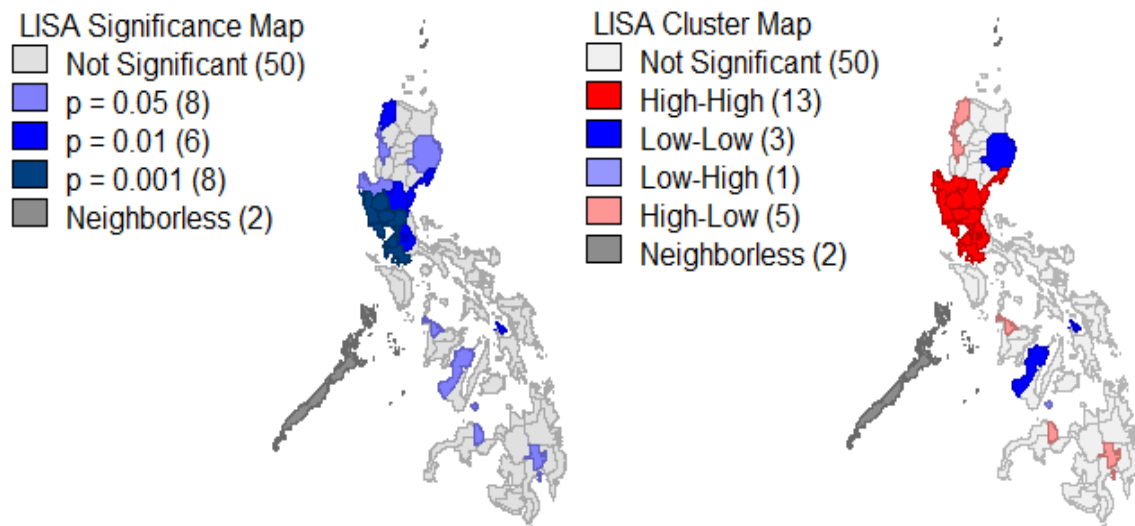 LISA Significance Map
Not Significant (50)
p = 0.05 (8)
p = 0.01 (6)
p = 0.001 (8)
Neighborless (2)
LISA Cluster Map
Not Significant (50)
High-High (13)
Low-Low (3)
Low-High (1)
High-Low (5)
Neighborless (2)